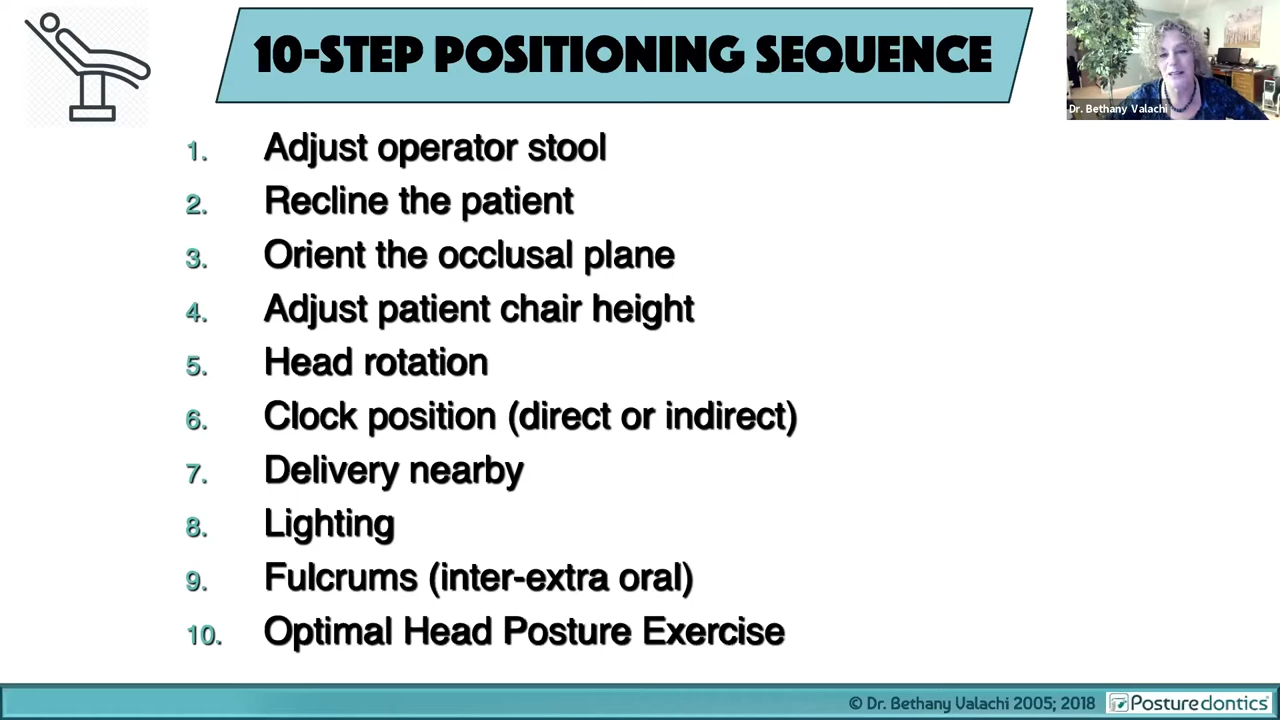 10-STEP POSITIONING SEQUENCE
Dr. Bethany Valachi
1. Adjust operator stool
2. Recline the patient
3. Orient the occlusal plane
4. Adjust patient chair height
5. Head rotation
6. Clock position (direct or indirect)
7. Delivery nearby
8. Lighting
9. Fulcrums (inter-extra oral)
10. Optimal Head Posture Exercise
© Dr. Bethany Valachi 2005; 2018 Posturedontics®